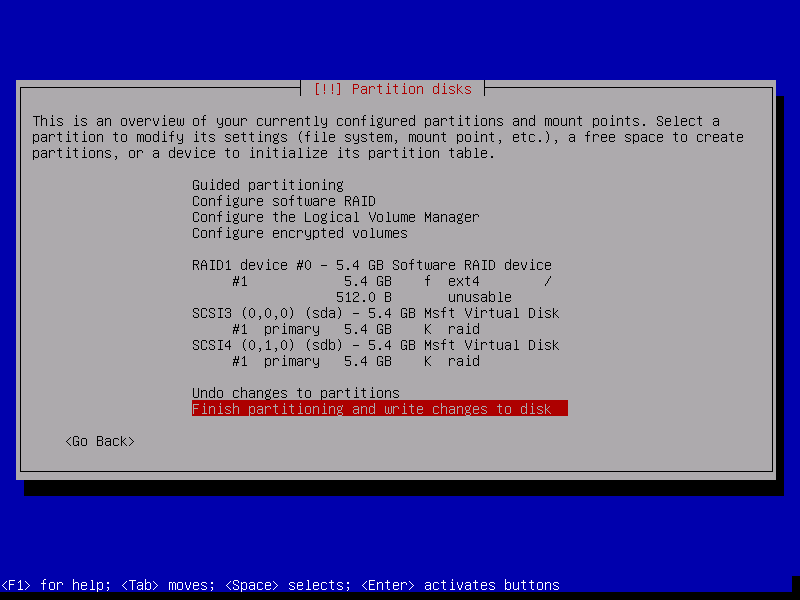 [!!] Partition disks
This is an overview of your currently configured partitions and mount points. Select a
partition to modify its settings (file system, mount point, etc.), a free space to create
partitions, or a device to initialize its partition table.
Guided partitioning
Configure software RAID
Configure the Logical Volume Manager
Configure encrypted volumes
RAID1 device #0 - 5.4 GB Software RAID device
#1 5.4 GB f ext4 /
512.0 B unusable
SCSI3 (0,0,0) (sda) - 5.4 GB Msft Virtual Disk
#1 primary 5.4 GB K raid
SCSI4 (0,1,0) (sdb) - 5.4 GB Msft Virtual Disk
#1 primary 5.4 GB K raid
Undo changes to partitions
Finish partitioning and write changes to disk
<Go Back>
<F1> for help; <Tab> moves; <Space> selects; <Enter> activates buttons